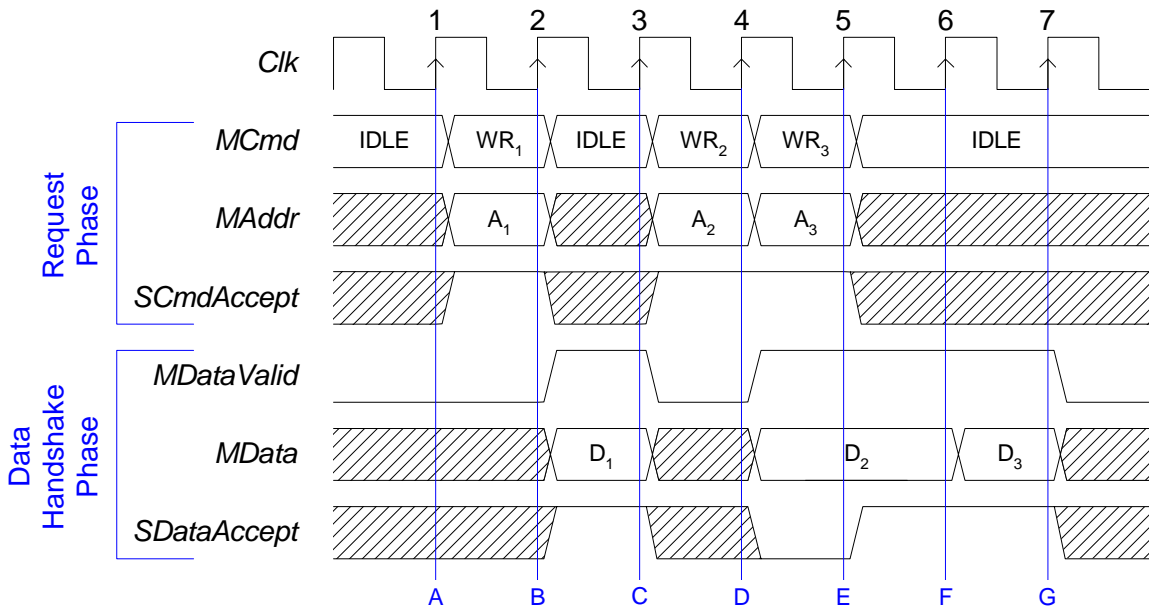 1 2 3 4 5 6 7
Clk
MCmd IDLE WR₁ IDLE WR₂ WR₃ IDLE
MAddr A₁ A₂ A₃
SCmdAccept
Request
Phase
MDataValid
MData D₁ D₂ D₃
SDataAccept
Data
Handshake
Phase
A B C D E F G